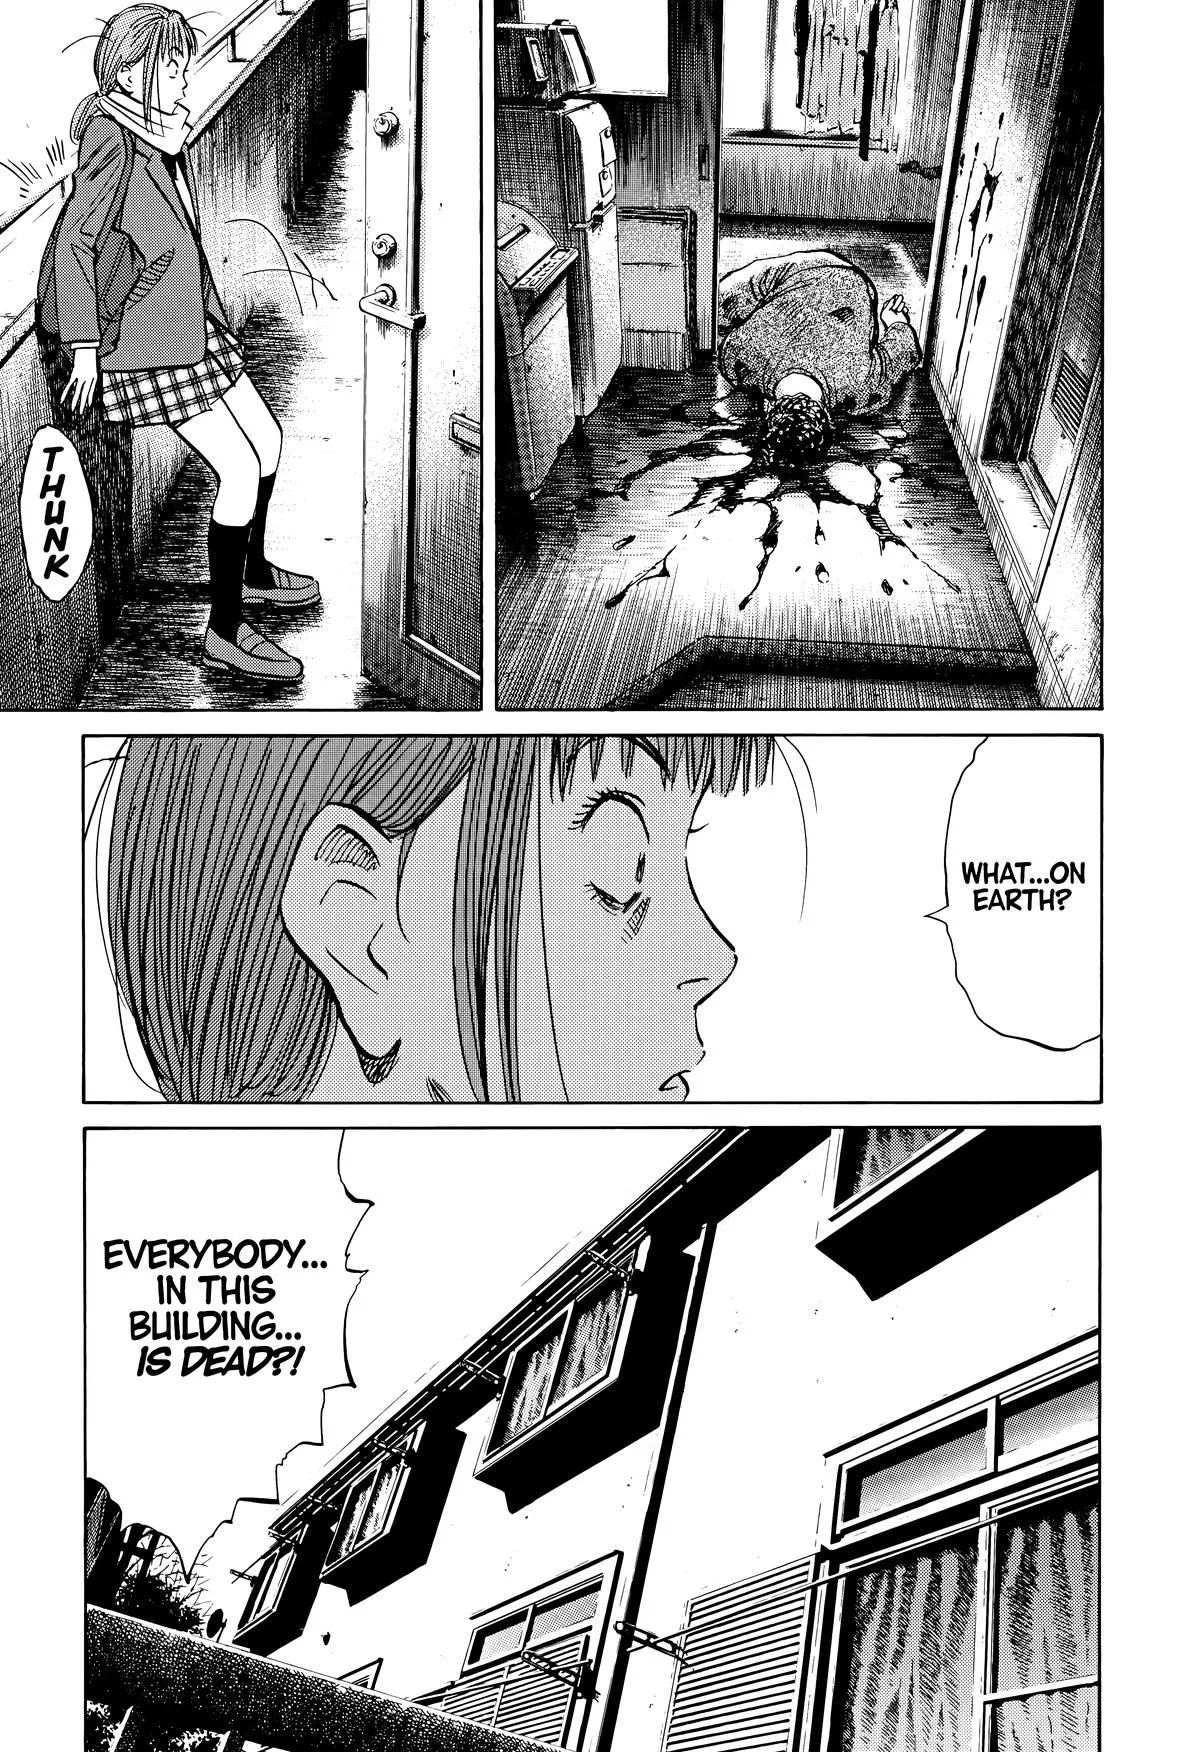 THUNK
WHAT...ON
EARTH?
EVERYBODY...
IN THIS
BUILDING...
IS DEAD?!